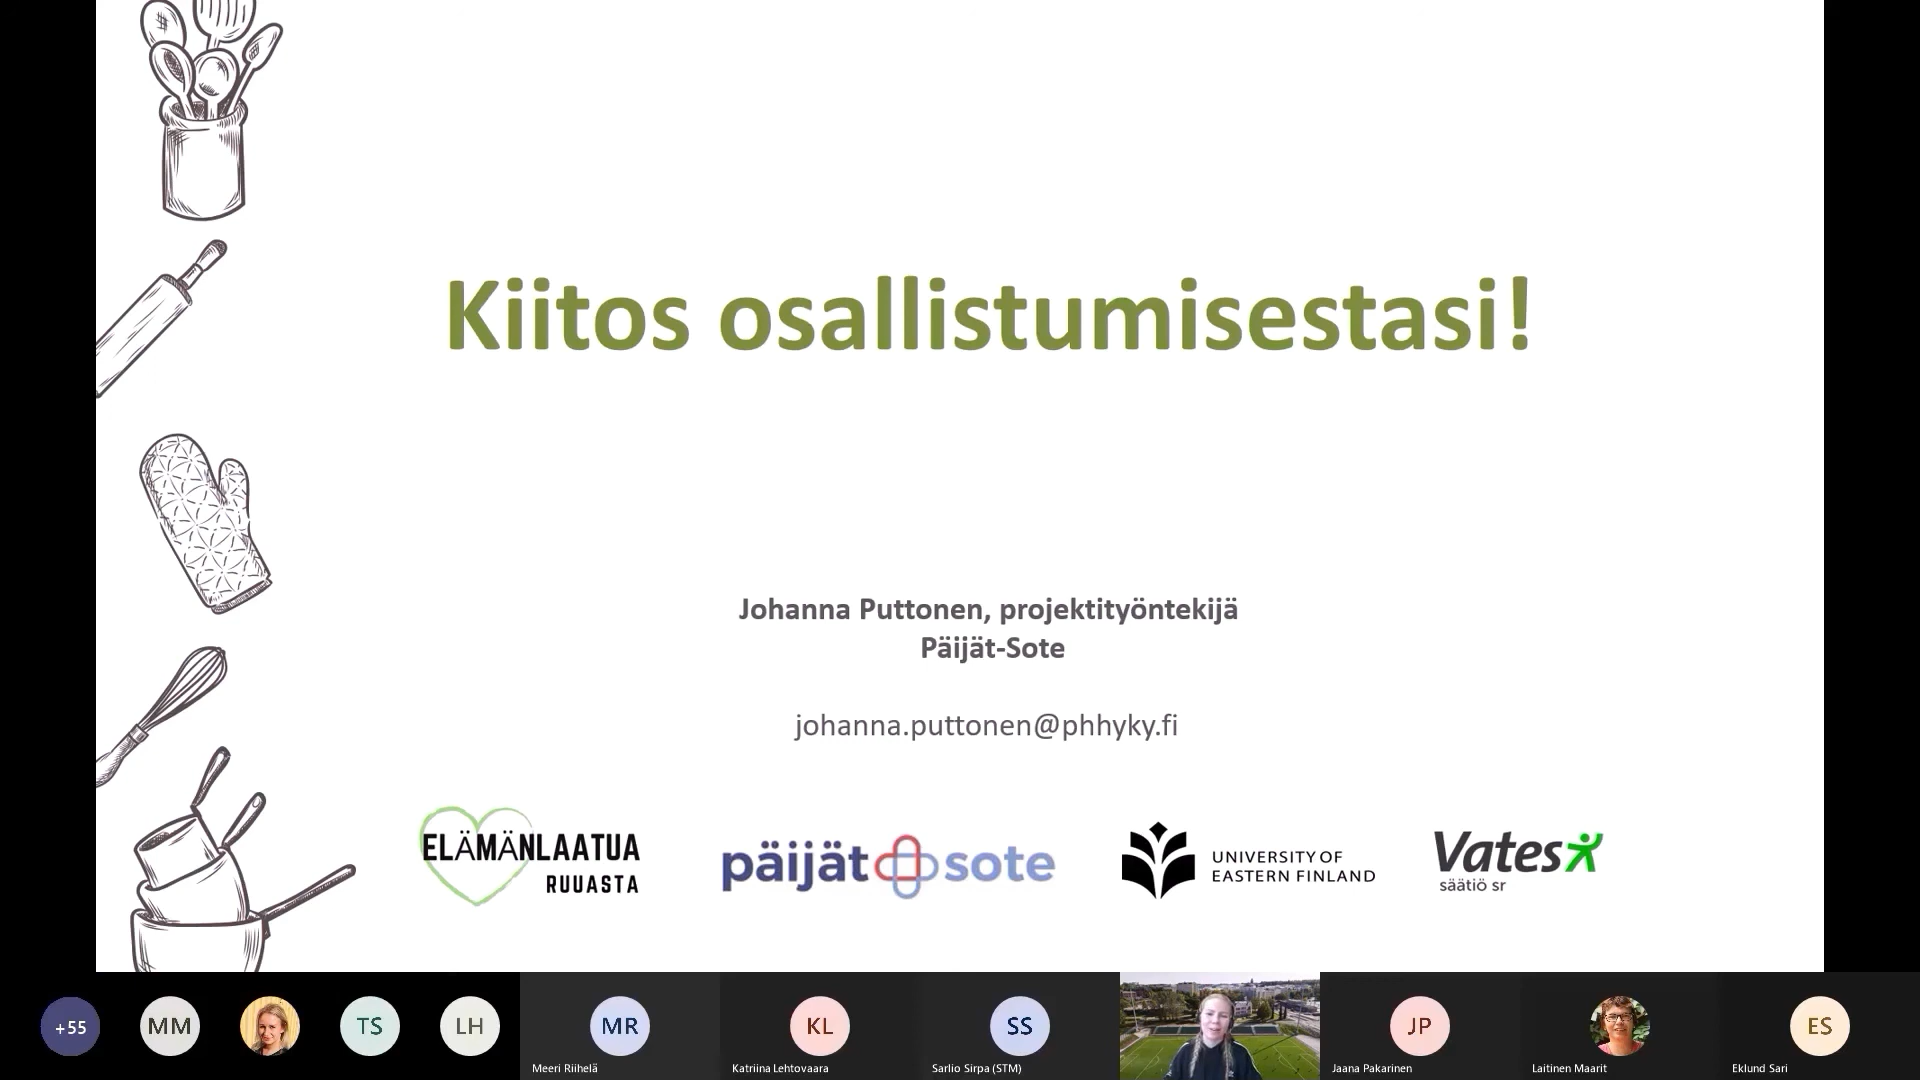 Kiitos osallistumisestasi!
Johanna Puttonen, projektityöntekijä
Päijät-Sote
johanna.puttonen@phhyky.fi
ELÄMÄNLAATUA
RUUASTA
päijät sote
UNIVERSITY OF
EASTERN FINLAND
Vates
säätiö sr
+55
MM
TS
LH
MR
KL
SS
JP
ES
Meeri Riihelä
Katriina Lehtovaara
Sarlio Sirpa (STM)
Jaana Pakarinen
Laitinen Maarit
Eklund Sari